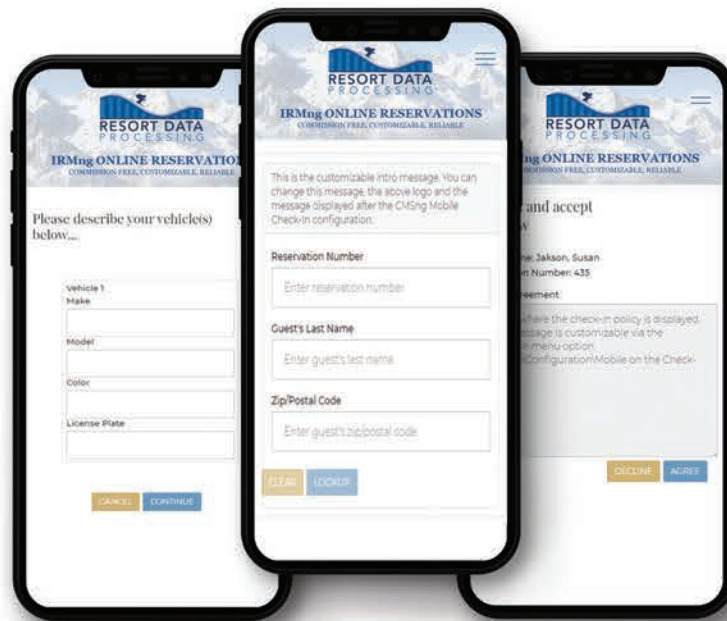 RESORT DATA
PROCESSING
IRMng ONLINE RESERVATION
COMMISSION FREE, CUSTOMIZABLE, RELIABLE
Please describe your vehicle(s)
below...
Vehicle 1
Make
Model
Color
License Plate
CANCEL
CONTINUE
RESORT DATA
PROCESSING
IRMng ONLINE RESERVATIONS
COMMISSION FREE, CUSTOMIZABLE, RELIABLE
This is the customizable intro message. You can
change this message, the above logo and the
message displayed after the CMSng Mobile
Check-In configuration.
Reservation Number
Enter reservation number
Guest's Last Name
Enter guest's last name
Zip/Postal Code
Enter guest's zip/postal code
CLEAR
LOOKUP
RESORT DATA
PROCESSING
ng ONLINE RESERVATIONS
COMMISSION FREE, CUSTOMIZABLE, RELIABLE
and accept
Jakson, Susan
Number: 435
where the check-in policy is displayed.
is customizable via the
menu option
Configuration\Mobile on the Check-
DECLINE
AGREE